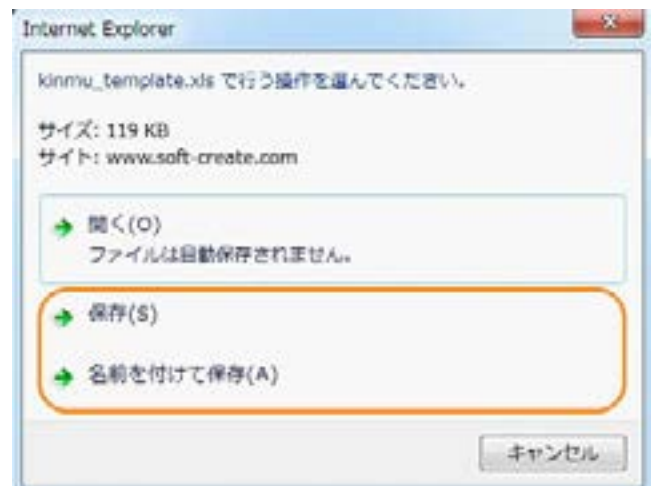 Internet Explorer
kinmu_template.xls で行う操作を選んでください。
サイズ: 119 KB
サイト: www.soft-create.com
開く(O)
ファイルは自動保存されません。
保存(S)
名前を付けて保存(A)
キャンセル